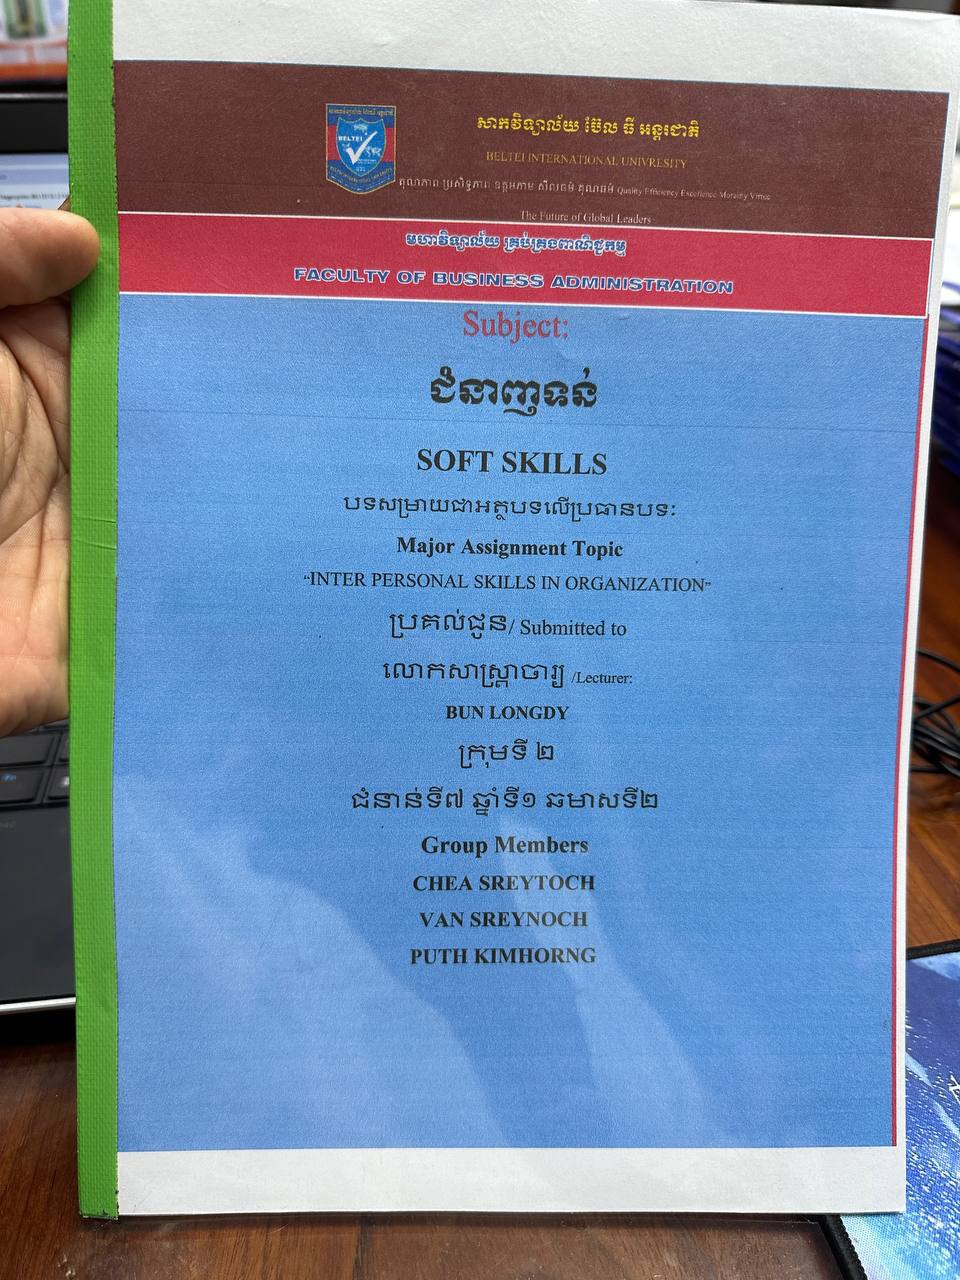 BELTEI
សាកវិទ្យាល័យ ប៊ែល ធី អន្តរជាតិ
BELTEI INTERNATIONAL UNIVRESITY
គុណភាព ប្រសិទ្ធភាព ឧត្តមភាព សីលធម៌ គុណធម៌ Quality Efficiency Excellence Morality Virtue
The Future of Global Leaders
មហាវិទ្យាល័យ គ្រប់គ្រងពាណិជ្ជកម្ម
FACULTY OF BUSINESS ADMINISTRATION
Subject:
ជំនាញទន់
SOFT SKILLS
បទសម្រាយជាអត្ថបទលើប្រធានបទ:
Major Assignment Topic
“INTER PERSONAL SKILLS IN ORGANIZATION”
ប្រគល់ជូន/ Submitted to
លោកសាស្ត្រាចារ្យ /Lecturer:
BUN LONGDY
ក្រុមទី ២
ជំនាន់ទី៧ ឆ្នាំទី១ ឆមាសទី២
Group Members
CHEA SREYTOCH
VAN SREYNOCH
PUTH KIMHORNG